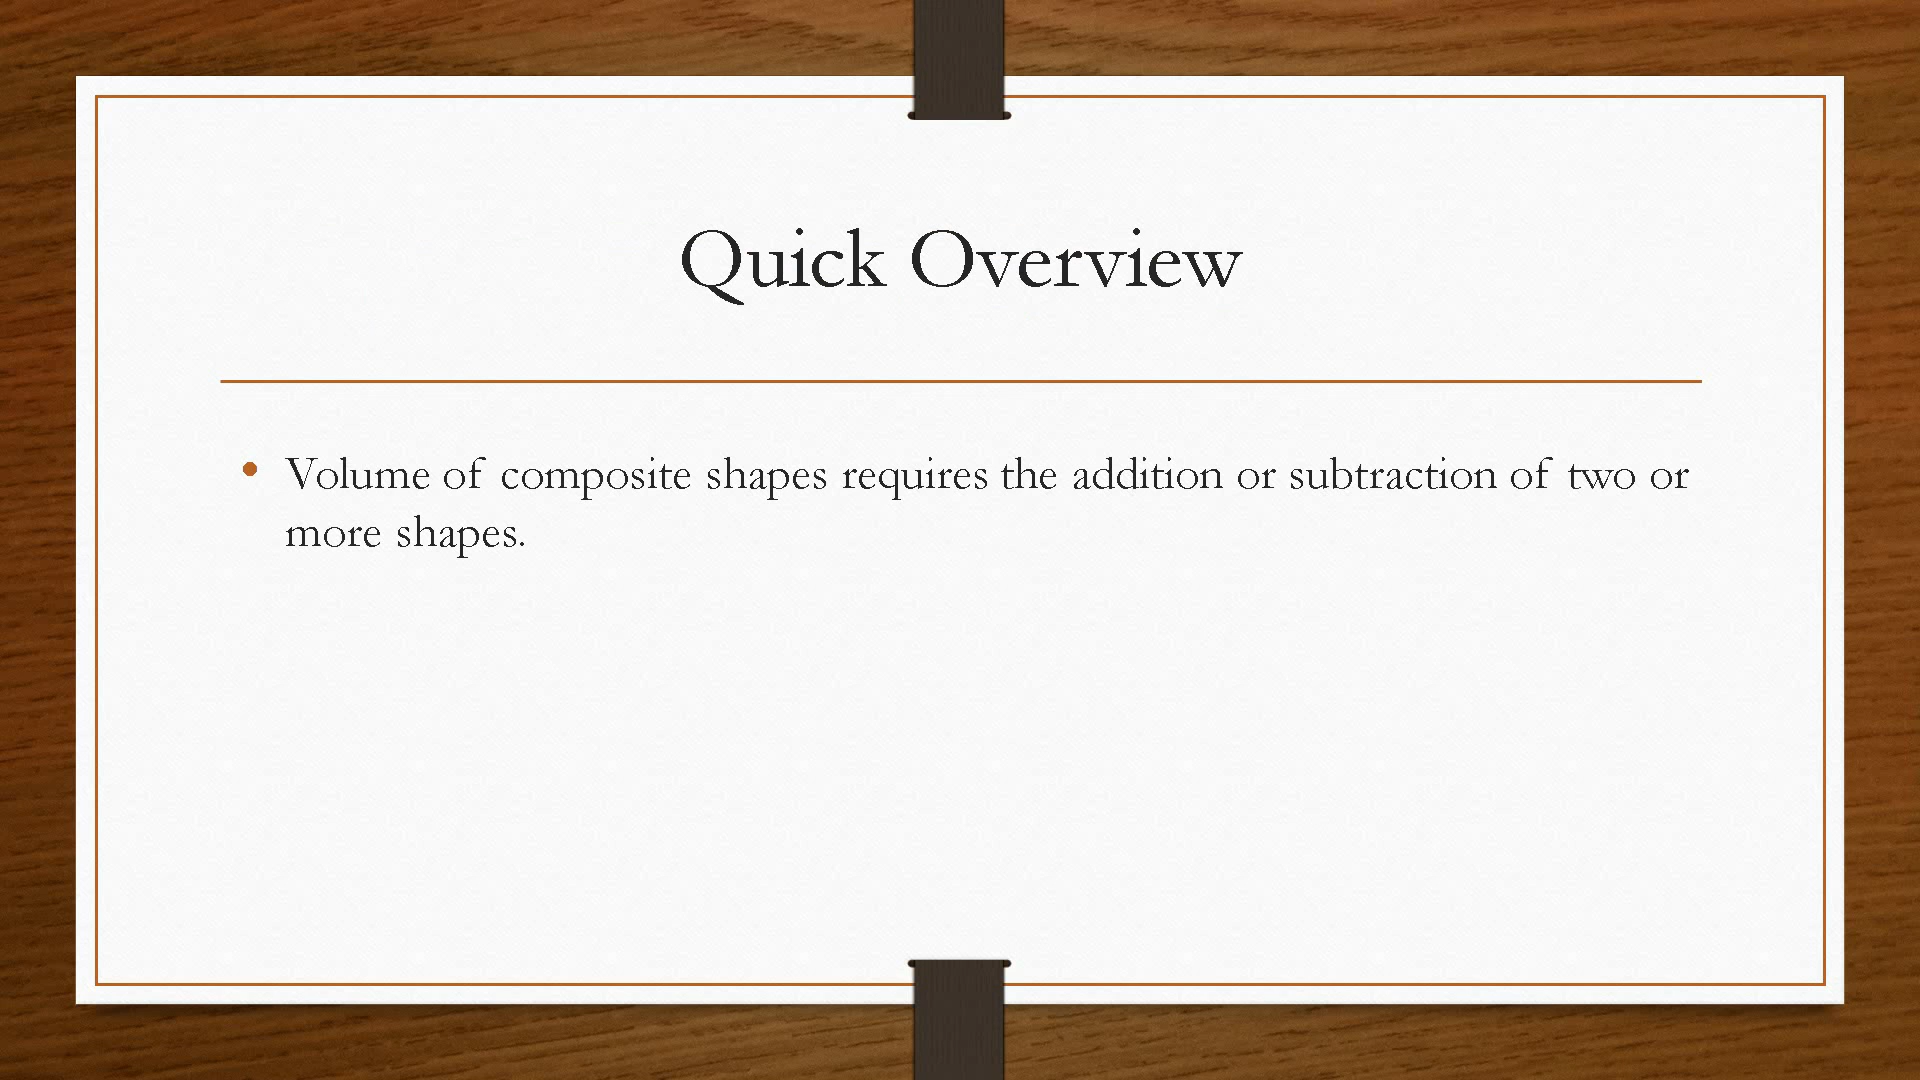 Quick Overview
• Volume of composite shapes requires the addition or subtraction of two or
more shapes.